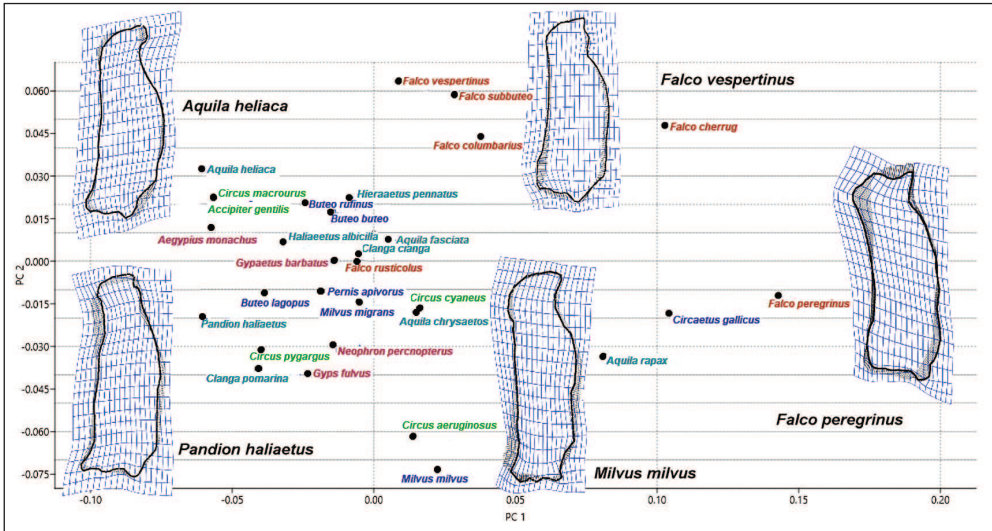 Aquila heliaca
Falco vespertinus
Falco vespertinus
Falco subbuteo
Falco cherrug
Falco columbarius
Aquila heliaca
Circus macrourus
Hieraaetus pennatus
Accipiter gentilis
Buteo rufinus
Buteo buteo
Aegypius monachus
Haliaeetus albicilla
Aquila fasciata
Clanga clanga
Gypaetus barbatus
Falco rusticolus
Buteo lagopus
Pernis apivorus
Milvus migrans
Circus cyaneus
Aquila chrysaetos
Pandion haliaetus
Falco peregrinus
Circaetus gallicus
Circus pygargus
Neophron percnopterus
Aquila rapax
Clanga pomarina
Gyps fulvus
Circus aeruginosus
Falco peregrinus
Pandion haliaetus
Milvus milvus
Milvus milvus
PC 2
0.060
0.045
0.030
0.015
0.000
-0.015
-0.030
-0.045
-0.060
-0.075
-0.10
-0.05
0.00
0.05
0.10
0.15
0.20
PC 1